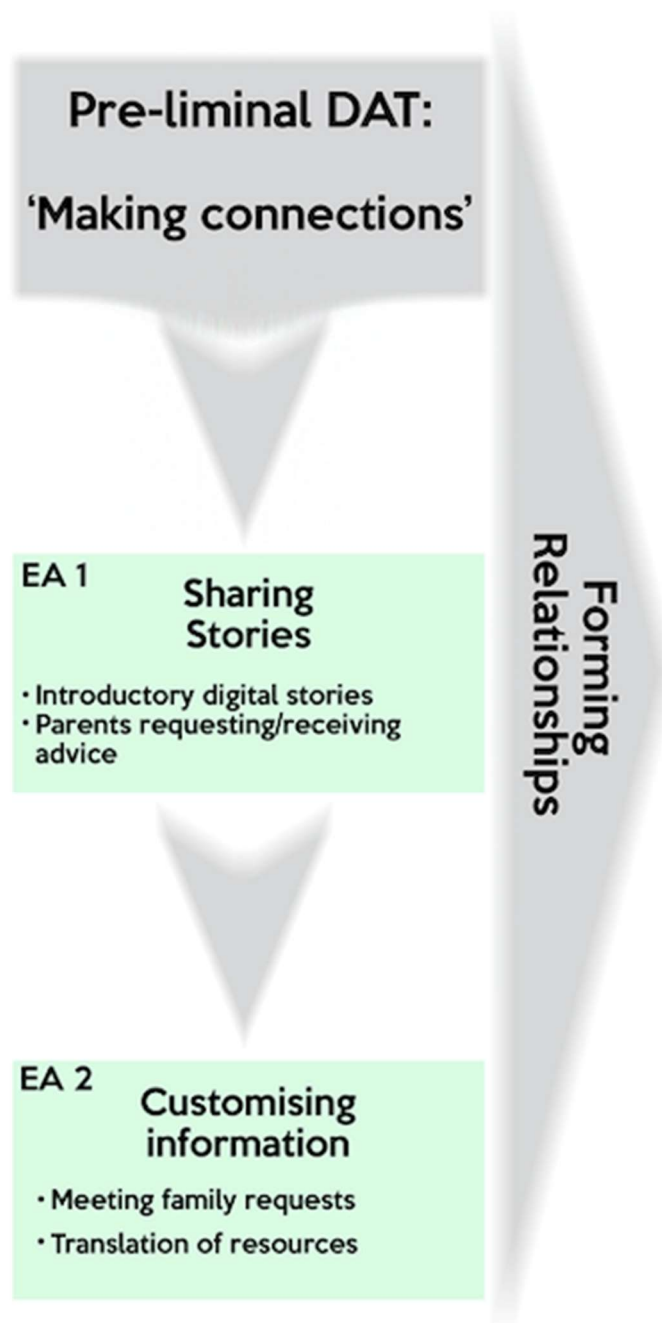 Pre-liminal DAT:
‘Making connections’
EA 1
Sharing
Stories
· Introductory digital stories
· Parents requesting/receiving
advice
EA 2
Customising
information
· Meeting family requests
· Translation of resources
Forming
Relationships